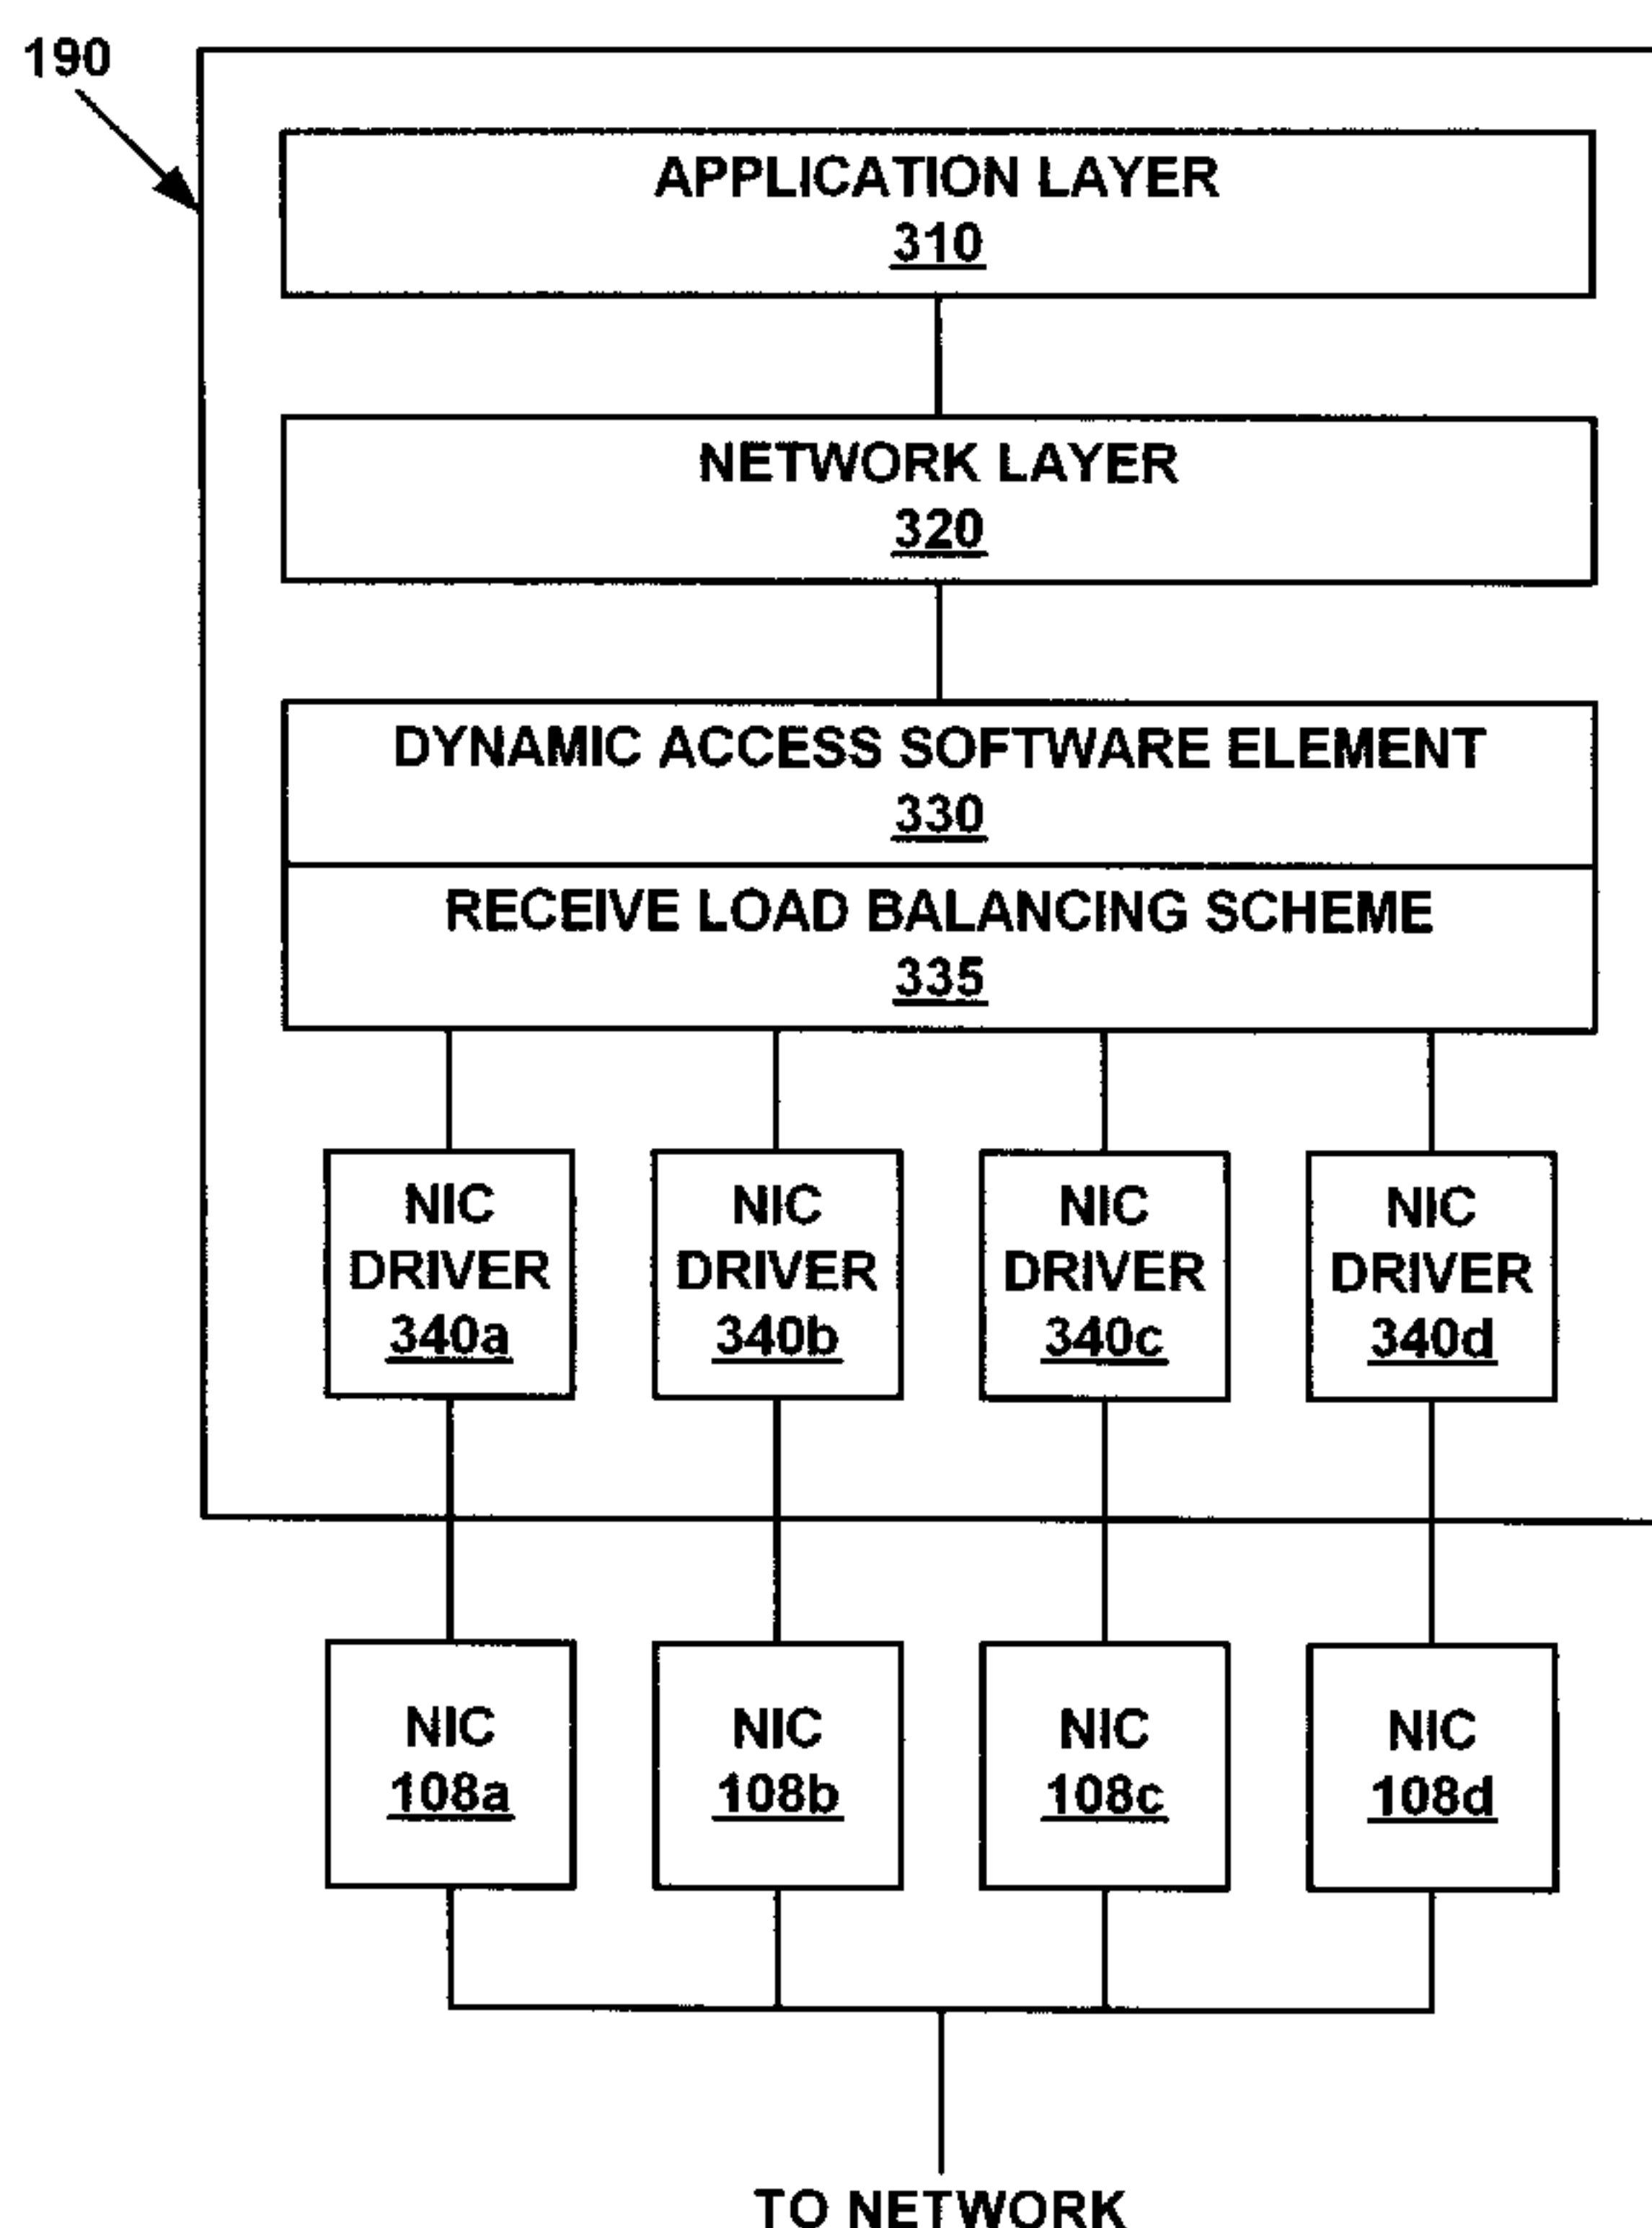 190
APPLICATION LAYER
310
NETWORK LAYER
320
DYNAMIC ACCESS SOFTWARE ELEMENT
330
RECEIVE LOAD BALANCING SCHEME
335
NIC
DRIVER
340a
NIC
DRIVER
340b
NIC
DRIVER
340c
NIC
DRIVER
340d
NIC
108a
NIC
108b
NIC
108c
NIC
108d
TO NETWORK